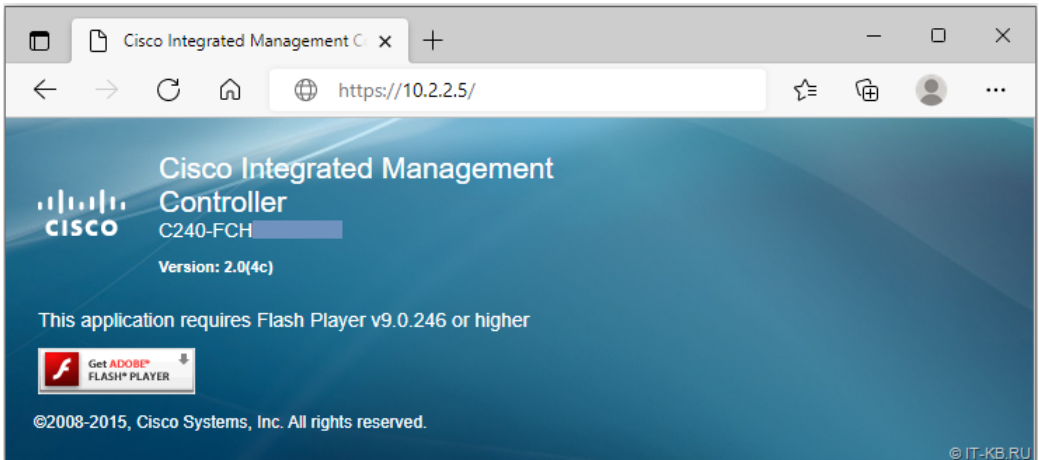 Cisco Integrated Management C
https://10.2.2.5/
Cisco Integrated Management
Controller
CISCO
C240-FCH
Version: 2.0(4c)
This application requires Flash Player v9.0.246 or higher
Get ADOBE®
FLASH® PLAYER
©2008-2015, Cisco Systems, Inc. All rights reserved.
© IT-KB.RU